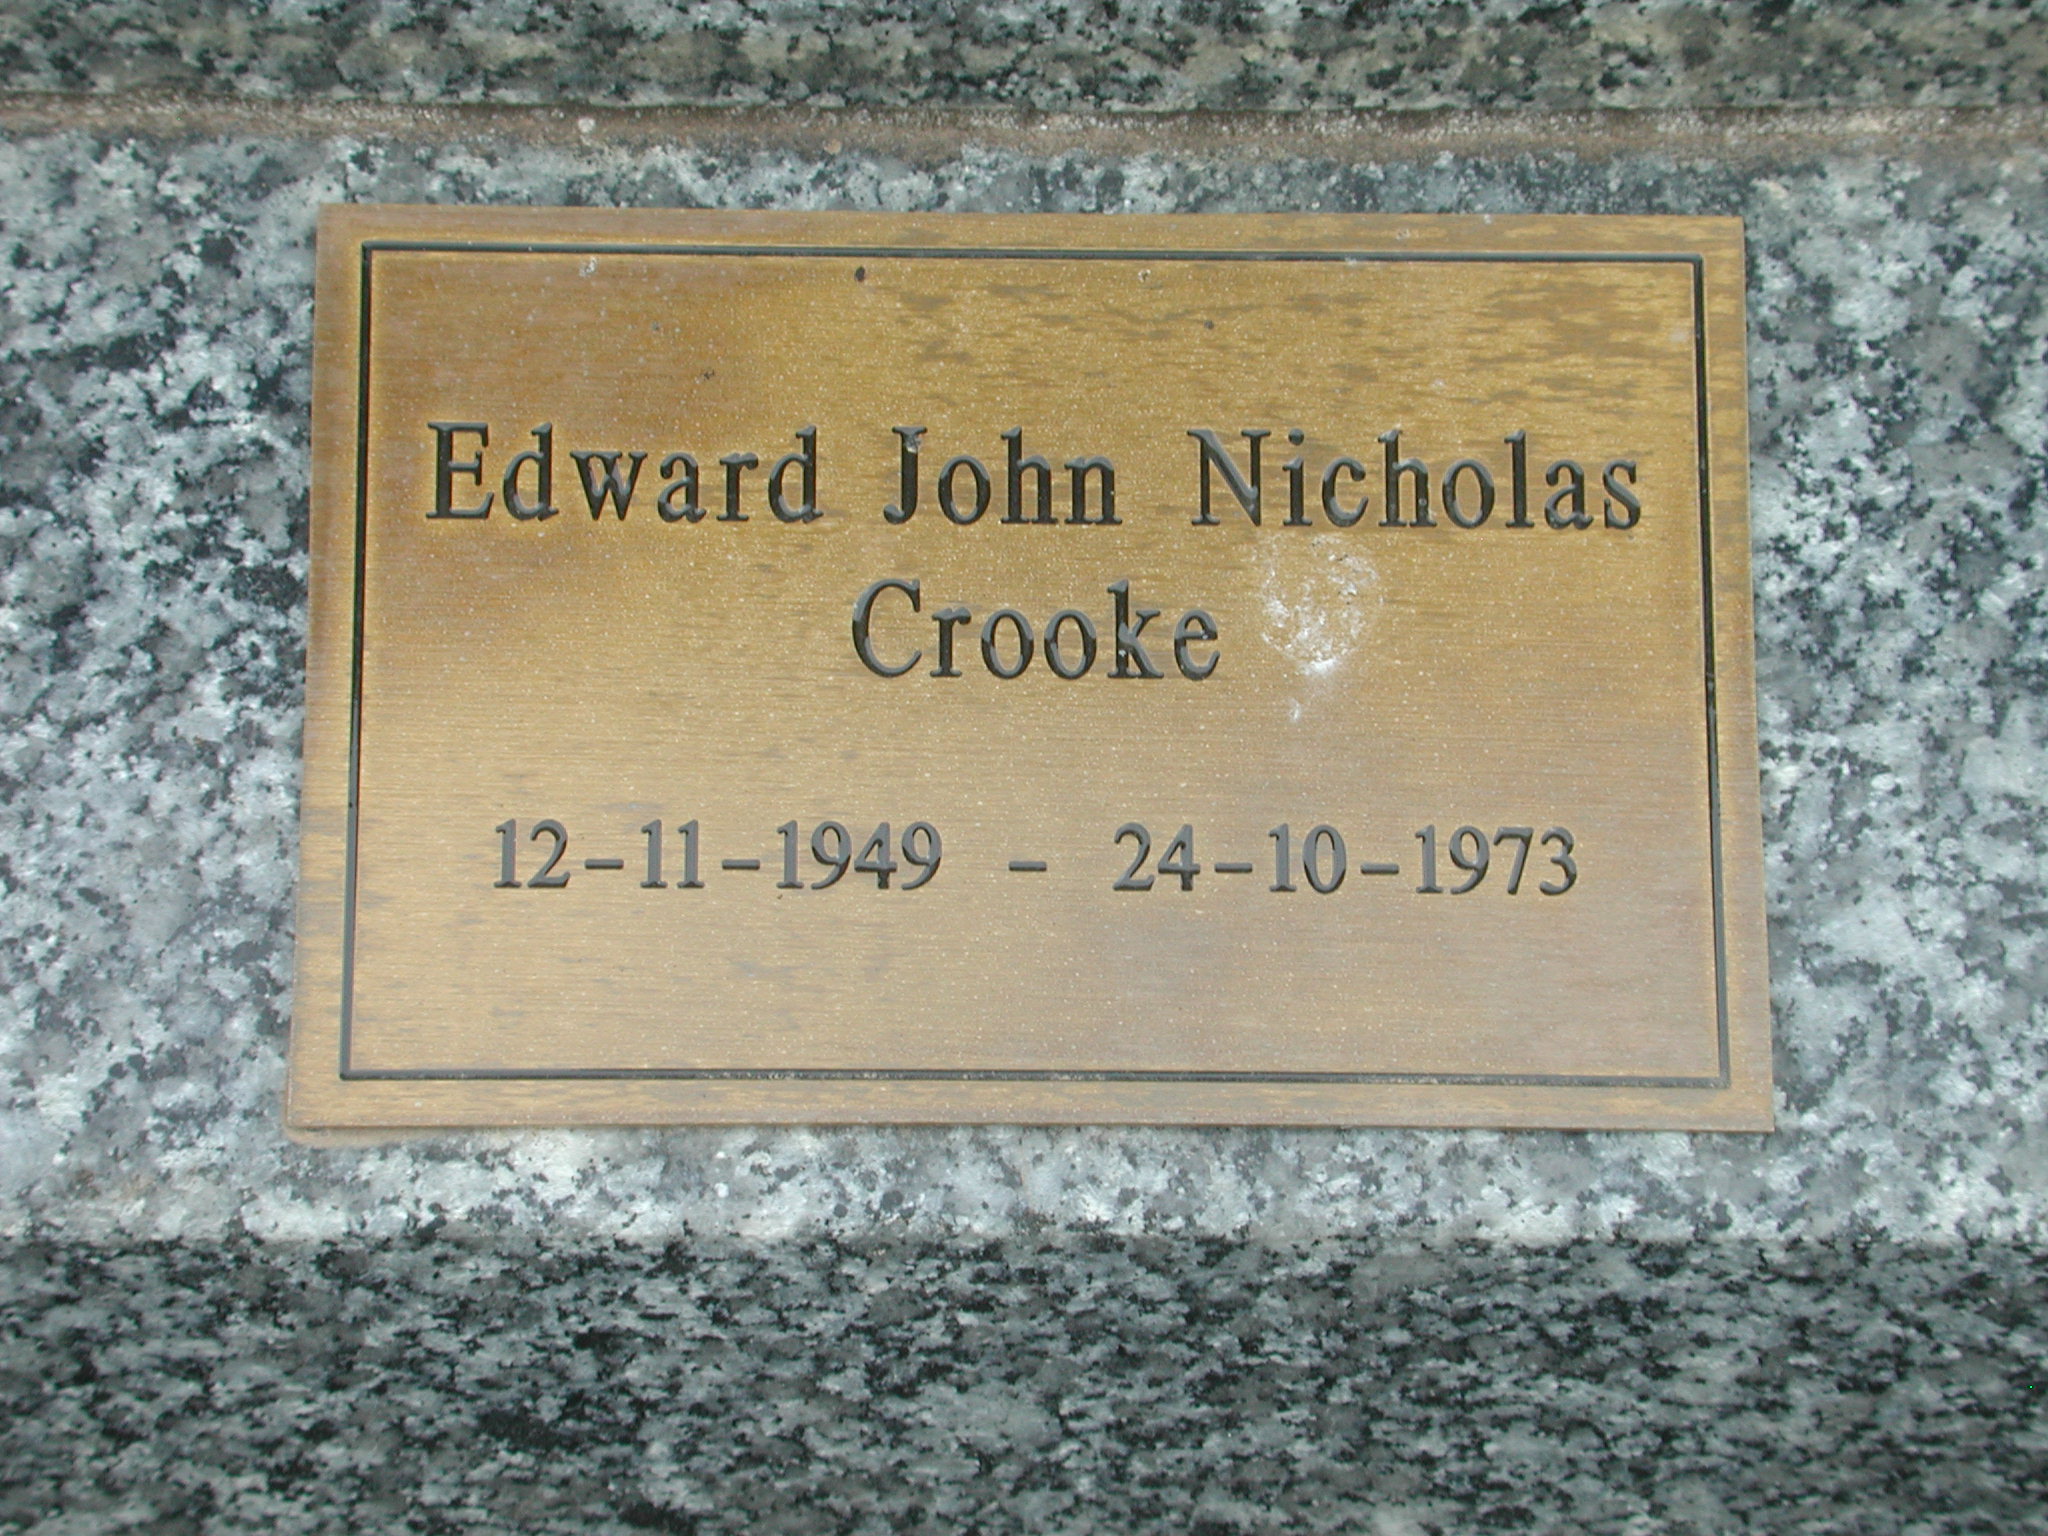 Edward John Nicholas
Crooke
12-11-1949 - 24-10-1973